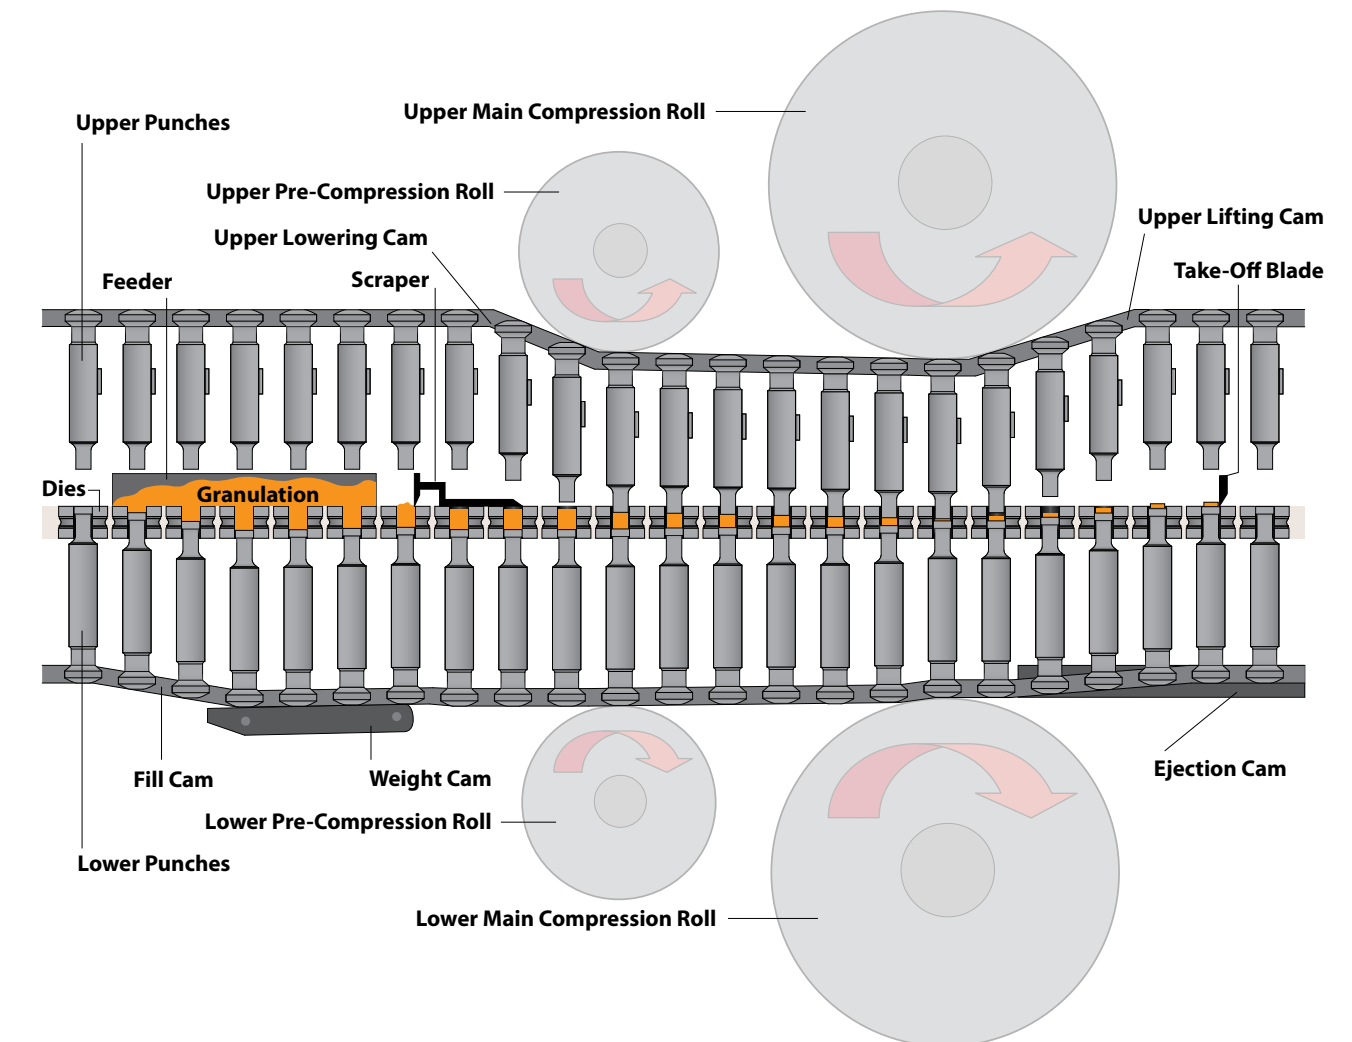 Upper Main Compression Roll
Upper Punches
Upper Pre-Compression Roll
Upper Lifting Cam
Upper Lowering Cam
Take-Off Blade
Feeder
Scraper
Dies
Granulation
Fill Cam
Weight Cam
Ejection Cam
Lower Pre-Compression Roll
Lower Punches
Lower Main Compression Roll